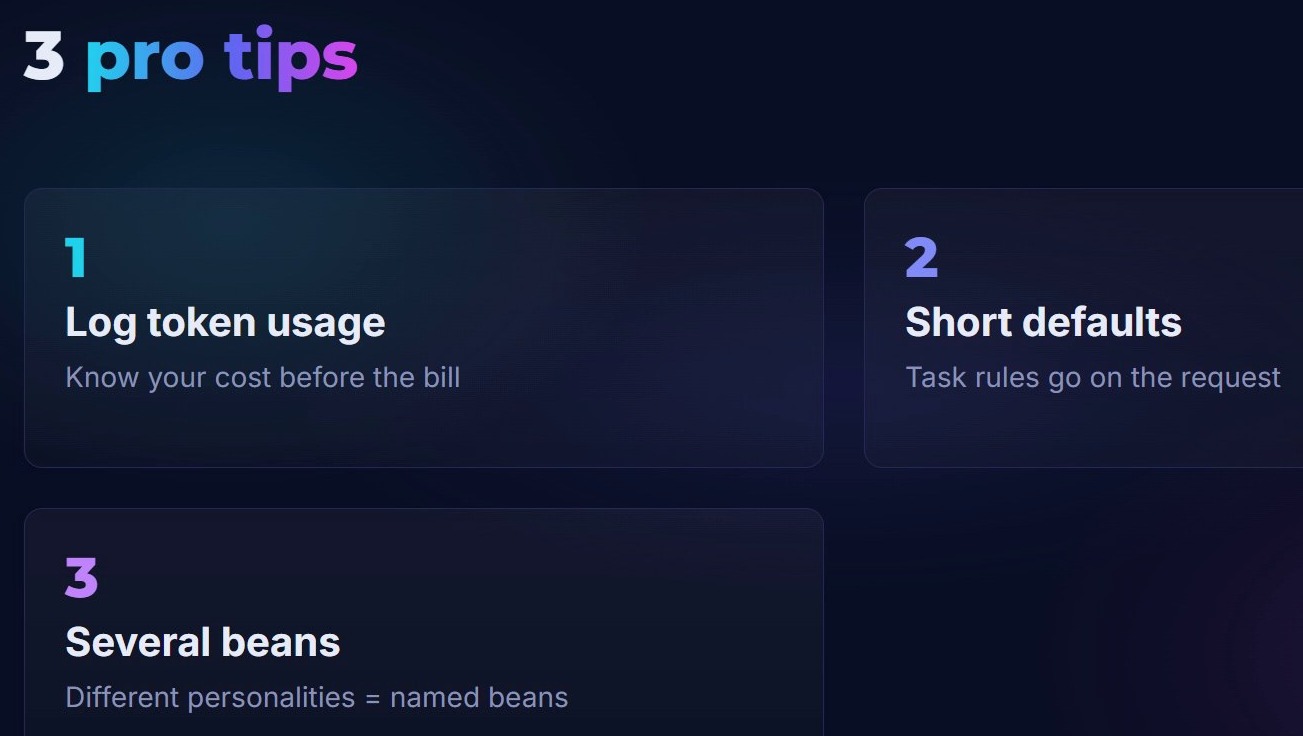 3 pro tips
1
Log token usage
Know your cost before the bill
2
Short defaults
Task rules go on the request
3
Several beans
Different personalities = named beans